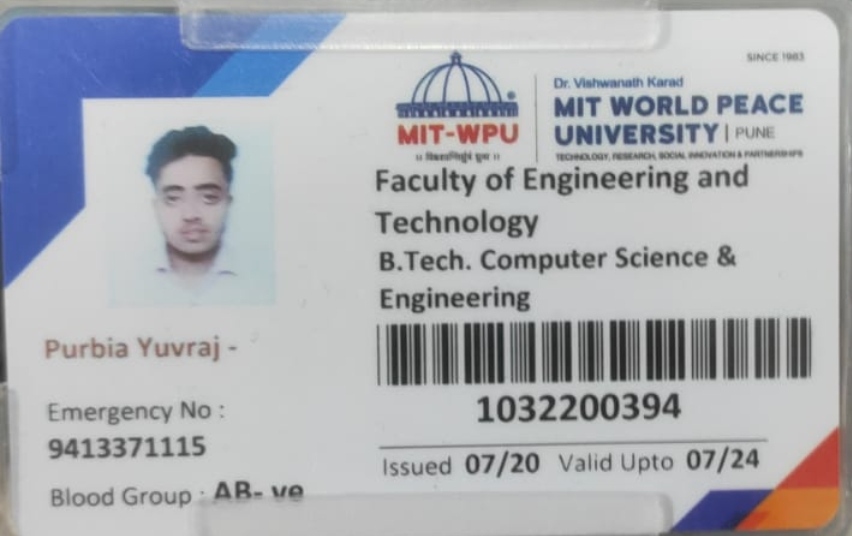 SINCE 1983
MIT-WPU
Dr. Vishwanath Karad
MIT WORLD PEACE
UNIVERSITY | PUNE
TECHNOLOGY, RESEARCH, SOCIAL INNOVATION & PARTNERSHIPS
Faculty of Engineering and
Technology
B.Tech. Computer Science &
Engineering
Purbia Yuvraj -
Emergency No :
9413371115
Blood Group : AB- ve
1032200394
Issued 07/20 Valid Upto 07/24